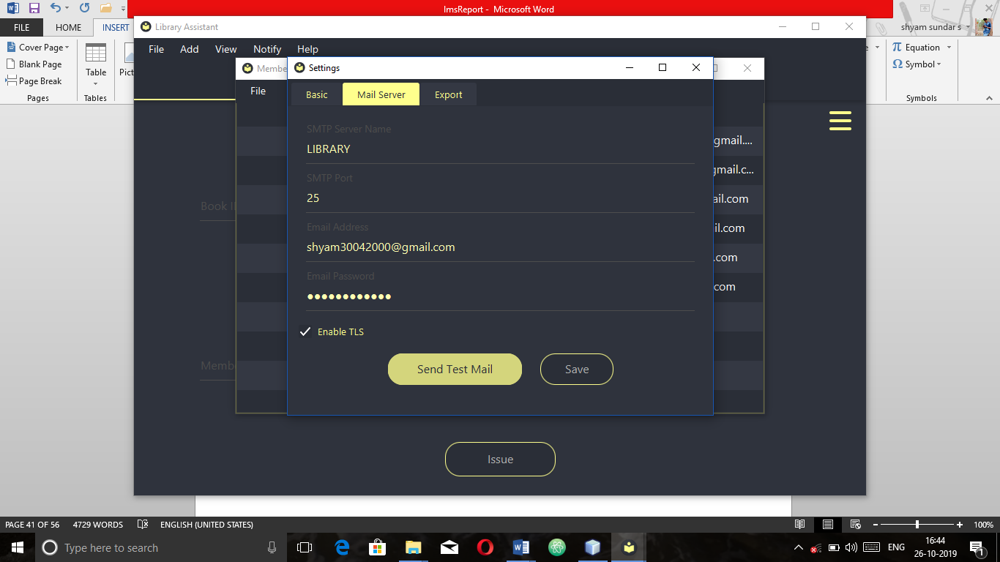 ImsReport - Microsoft Word
FILE HOME INSERT
shyam sundar s
Cover Page
Blank Page
Page Break
Pages
Table
Tables
Equation
Symbol
Symbols
Library Assistant
File Add View Notify Help
File
Settings
Basic Mail Server Export
SMTP Server Name
LIBRARY
SMTP Port
25
Email Address
shyam30042000@gmail.com
Email Password
Enable TLS
Send Test Mail Save
gmail....
gmail.c...
ail.com
il.com
.com
com
Book
Issue
PAGE 41 OF 56 4729 WORDS ENGLISH (UNITED STATES) 100%
Type here to search
ENG
16:44
26-10-2019
1